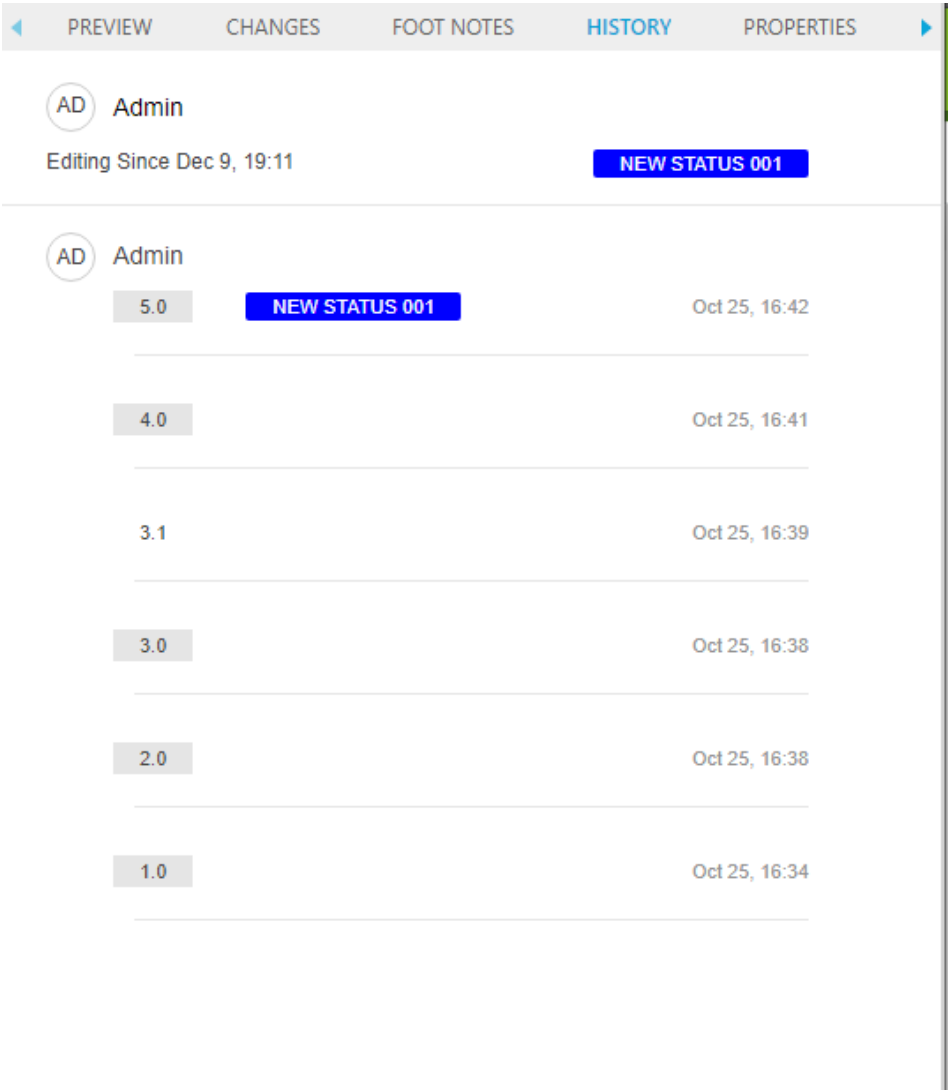 PREVIEW CHANGES FOOT NOTES HISTORY PROPERTIES
AD Admin
Editing Since Dec 9, 19:11 NEW STATUS 001
AD Admin
5.0 NEW STATUS 001 Oct 25, 16:42
4.0 Oct 25, 16:41
3.1 Oct 25, 16:39
3.0 Oct 25, 16:38
2.0 Oct 25, 16:38
1.0 Oct 25, 16:34